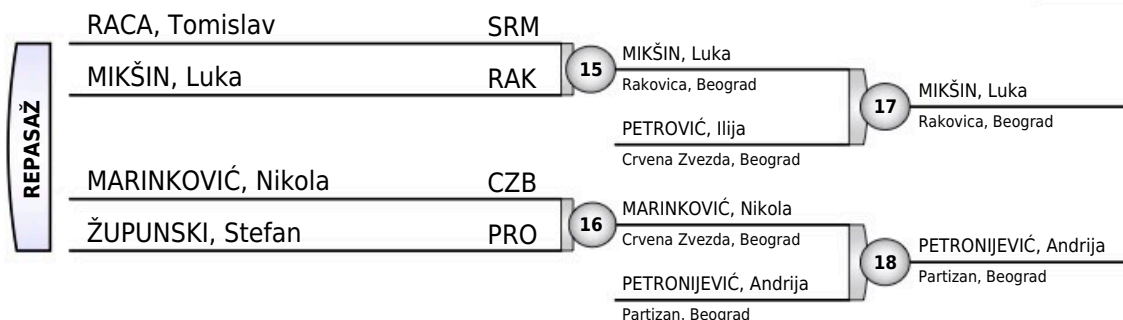 REPASAŽ
RACA, Tomislav SRM
MIKŠIN, Luka RAK
MARINKOVIĆ, Nikola CZB
ŽUPUNSKI, Stefan PRO
15
MIKŠIN, Luka
Rakovica, Beograd
PETROVIĆ, Ilija
Crvena Zvezda, Beograd
16
MARINKOVIĆ, Nikola
Crvena Zvezda, Beograd
PETRONIJEVIĆ, Andrija
Partizan, Beograd
17
MIKŠIN, Luka
Rakovica, Beograd
18
PETRONIJEVIĆ, Andrija
Partizan, Beograd